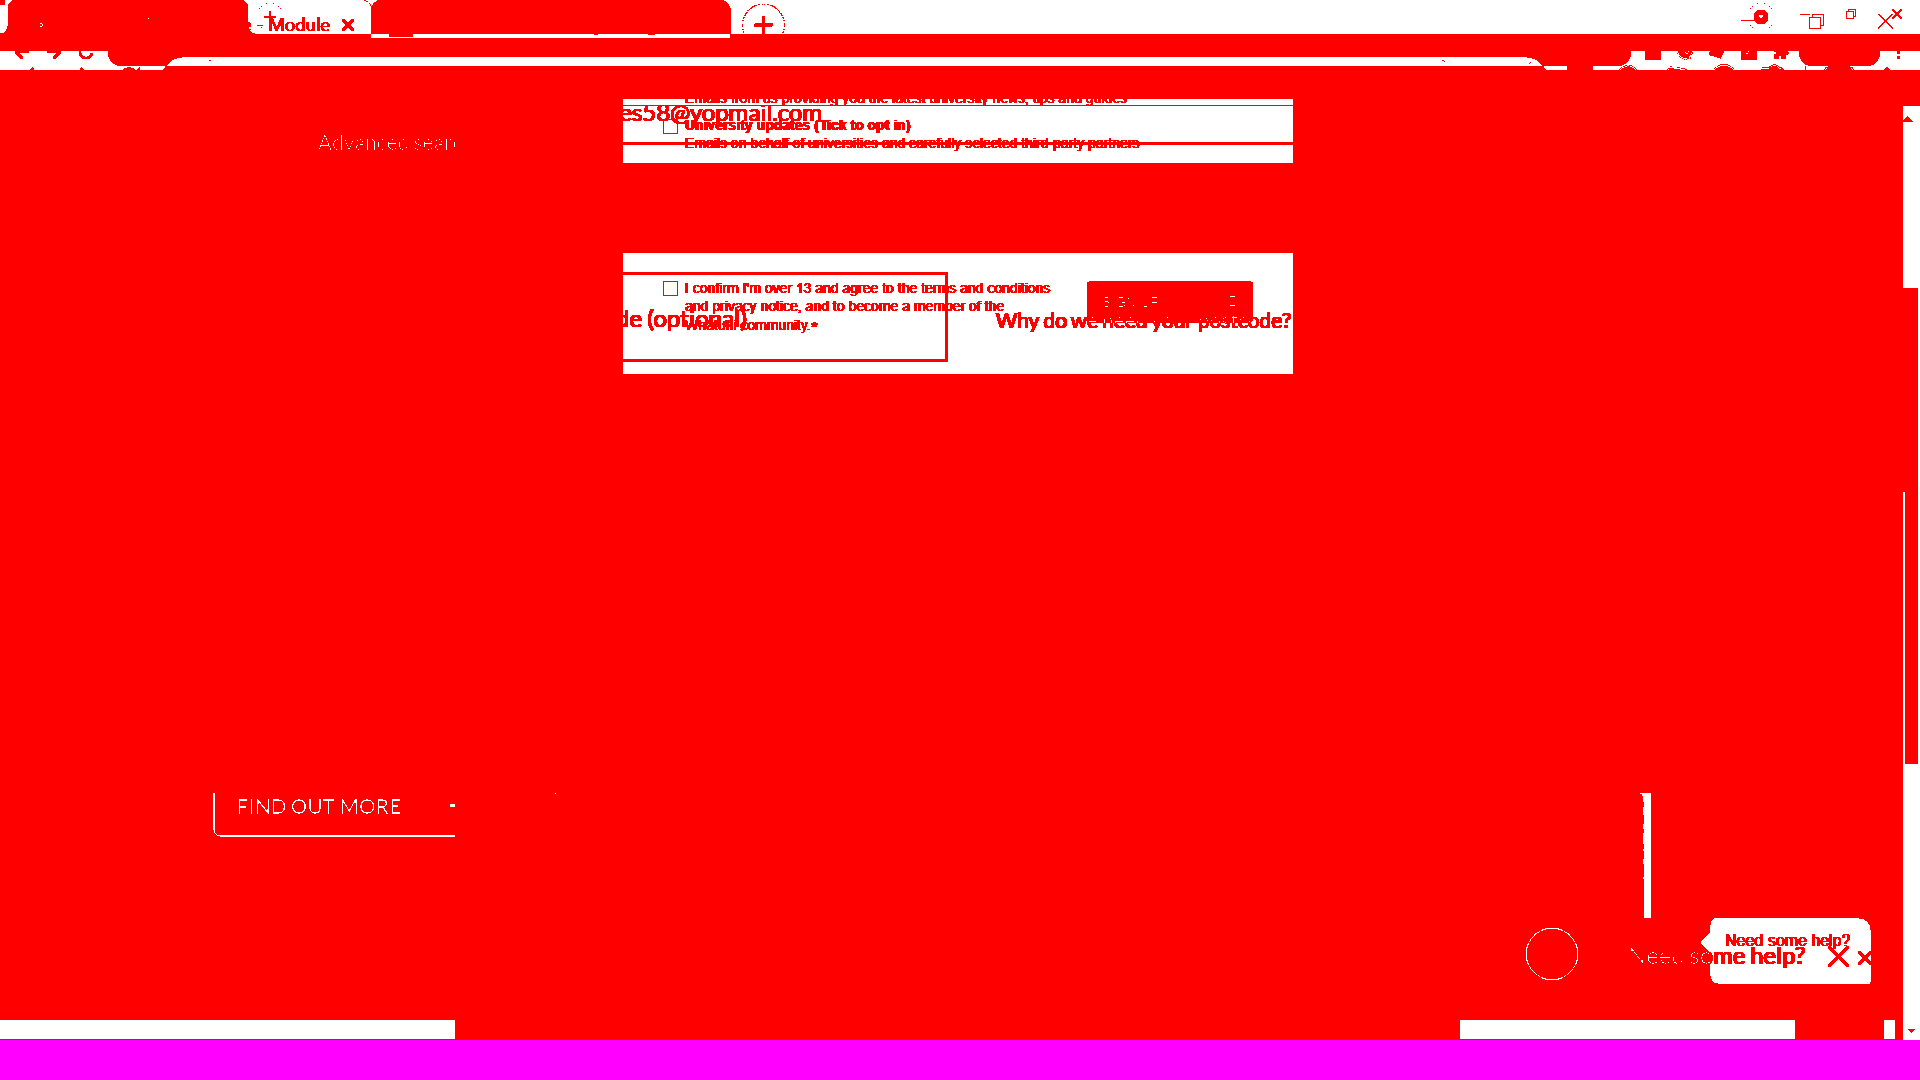 - Module
Emails from us providing you the latest university news, tips and guides
es58@yopmail.com
University updates (Tick to opt in)
Advanced sear
Emails on behalf of universities and carefully selected third party partners
I confirm I'm over 13 and agree to the terms and conditions
and privacy notice, and to become a member of the
de (optional)
Whatuni community.*
Why do we need your postcode?
FIND OUT MORE
Need some help?
Need some help?